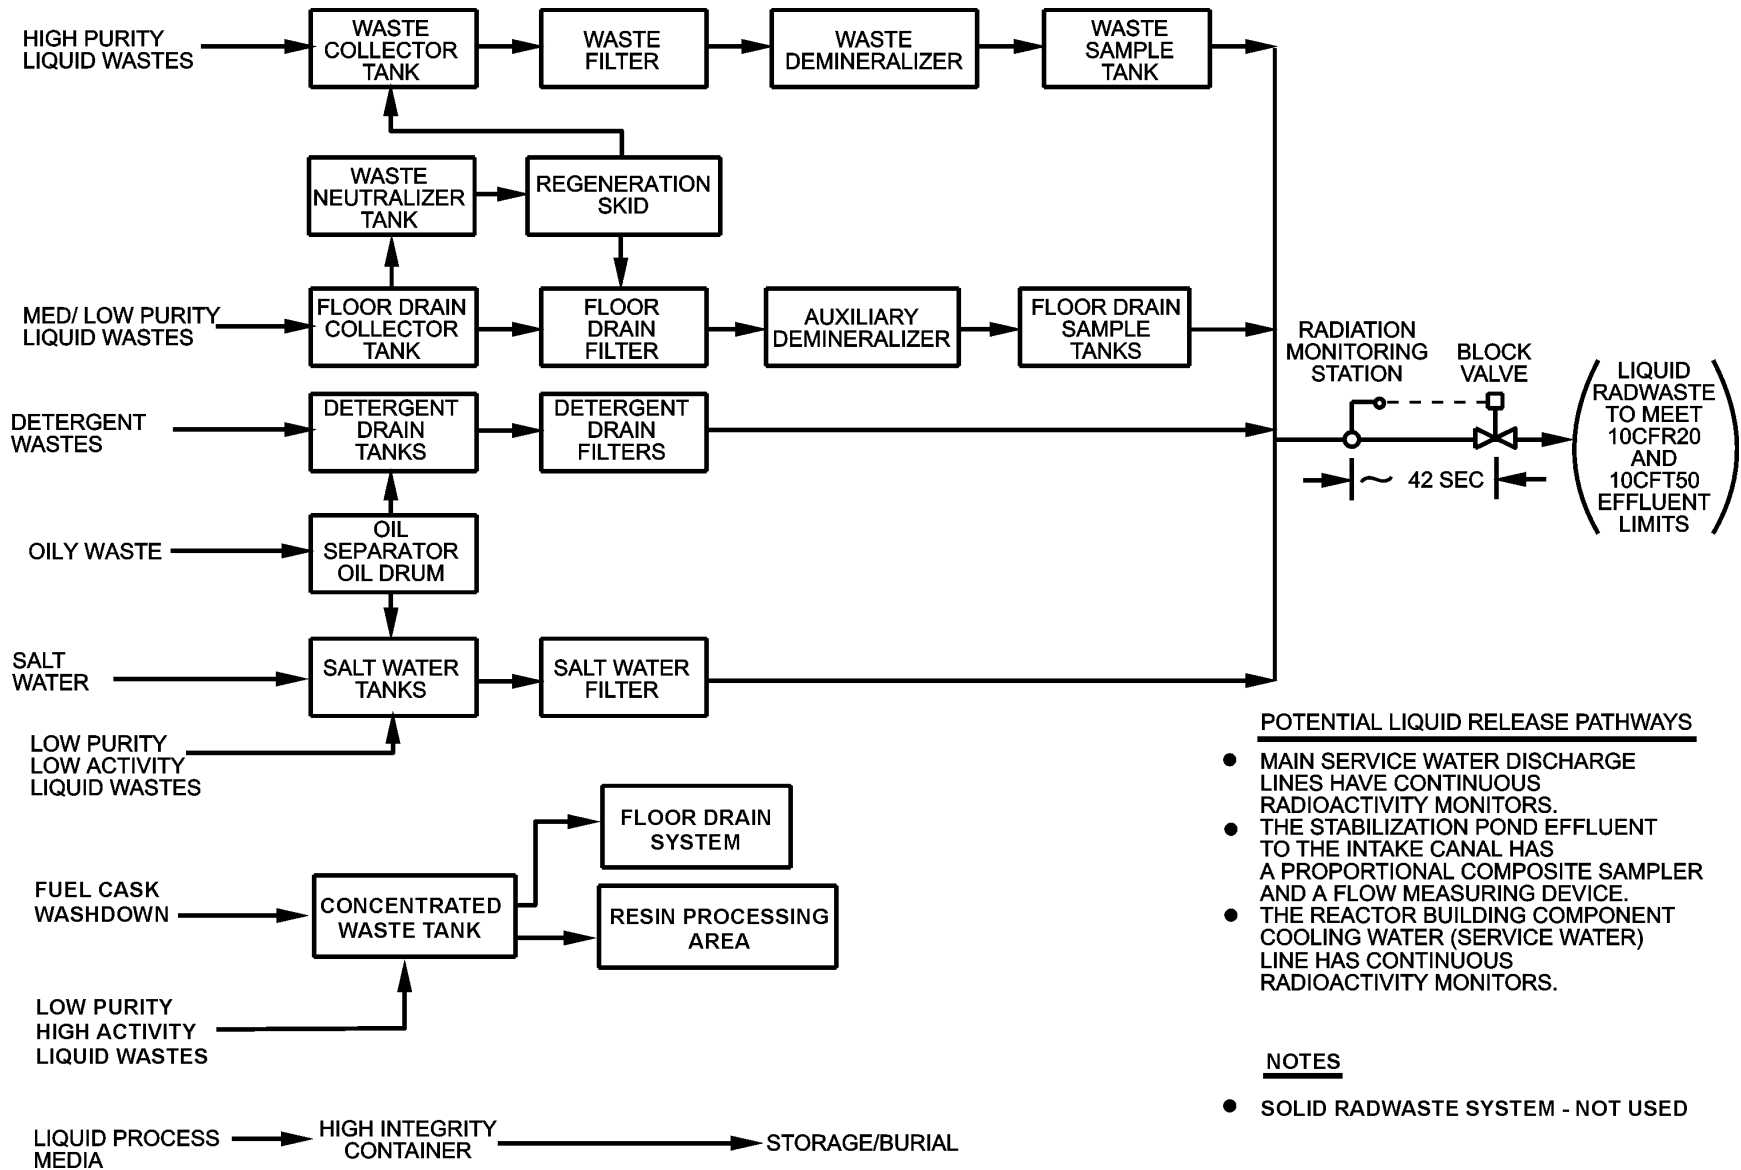 HIGH PURITY
LIQUID WASTES
WASTE
COLLECTOR
TANK
WASTE
FILTER
WASTE
DEMINERALIZER
WASTE
SAMPLE
TANK
WASTE
NEUTRALIZER
TANK
REGENERATION
SKID
MED/ LOW PURITY
LIQUID WASTES
FLOOR DRAIN
COLLECTOR
TANK
FLOOR
DRAIN
FILTER
AUXILIARY
DEMINERALIZER
FLOOR DRAIN
SAMPLE
TANKS
RADIATION
MONITORING
STATION
BLOCK
VALVE
LIQUID
RADWASTE
TO MEET
10CFR20
AND
10CFT50
EFFLUENT
LIMITS
~ 42 SEC
DETERGENT
WASTES
DETERGENT
DRAIN
TANKS
DETERGENT
DRAIN
FILTERS
OILY WASTE
OIL
SEPARATOR
OIL DRUM
SALT
WATER
SALT WATER
TANKS
SALT WATER
FILTER
LOW PURITY
LOW ACTIVITY
LIQUID WASTES
FLOOR DRAIN
SYSTEM
FUEL CASK
WASHDOWN
CONCENTRATED
WASTE TANK
RESIN PROCESSING
AREA
LOW PURITY
HIGH ACTIVITY
LIQUID WASTES
LIQUID PROCESS
MEDIA
HIGH INTEGRITY
CONTAINER
STORAGE/BURIAL
POTENTIAL LIQUID RELEASE PATHWAYS
● MAIN SERVICE WATER DISCHARGE
LINES HAVE CONTINUOUS
RADIOACTIVITY MONITORS.
● THE STABILIZATION POND EFFLUENT
TO THE INTAKE CANAL HAS
A PROPORTIONAL COMPOSITE SAMPLER
AND A FLOW MEASURING DEVICE.
● THE REACTOR BUILDING COMPONENT
COOLING WATER (SERVICE WATER)
LINE HAS CONTINUOUS
RADIOACTIVITY MONITORS.
NOTES
● SOLID RADWASTE SYSTEM - NOT USED